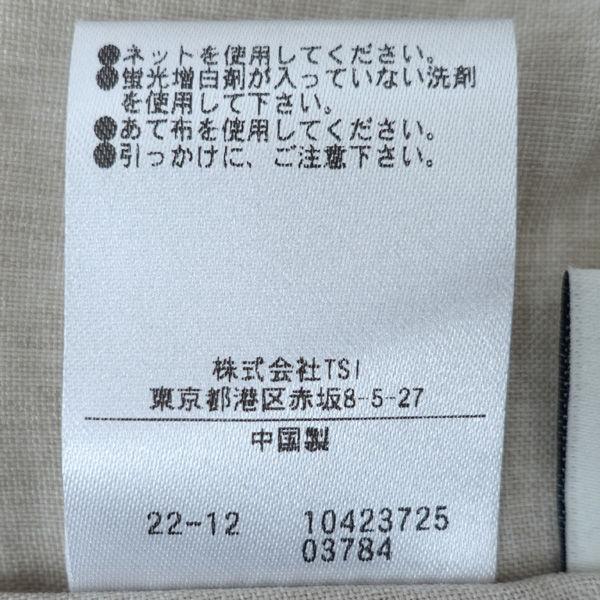 ●ネットを使用してください。
●蛍光増白剤が入っていない洗剤
を使用して下さい。
●あて布を使用してください。
●引っかけに、ご注意下さい。
株式会社TSI
東京都港区赤坂8-5-27
中国製
22-12 10423725
03784